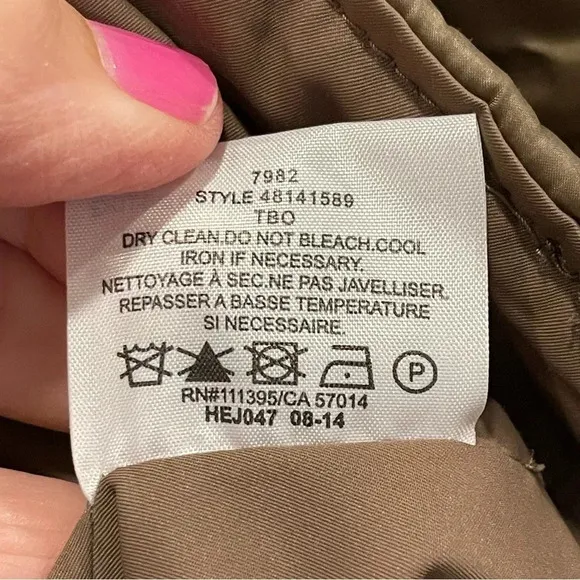 7982
STYLE 48141589
TBO
DRY CLEAN.DO NOT BLEACH.COOL
IRON IF NECESSARY.
NETTOYAGE À SEC.NE PAS JAVELLISER.
REPASSER A BASSE TEMPERATURE
SI NECESSAIRE.
P
RN#111395/CA 57014
HEJ047 08-14